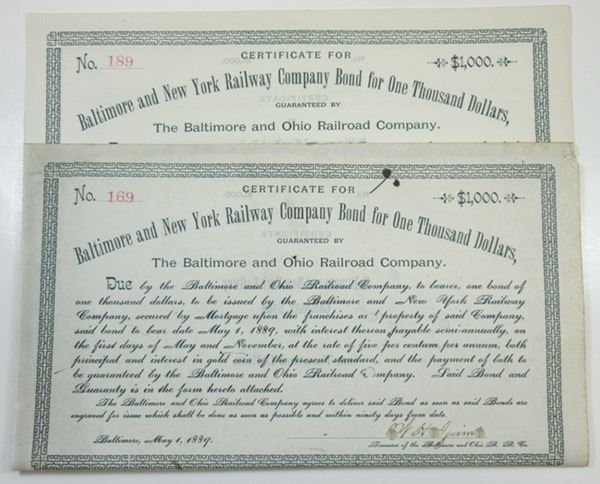 CERTIFICATE FOR
No. 189 $1,000.
Baltimore and New York Railway Company Bond for One Thousand Dollars,
GUARANTEED BY
The Baltimore and Ohio Railroad Company.
CERTIFICATE FOR
No. 169 $1,000.
Baltimore and New York Railway Company Bond for One Thousand Dollars,
GUARANTEED BY
The Baltimore and Ohio Railroad Company.
Due by the Baltimore and Ohio Railroad Company, to bearer, one bond of
one thousand dollars, to be issued by the Baltimore and New York Railway
Company, secured by Mortgage upon the franchises and property of said Company,
said bond to bear date May 1, 1889, with interest thereon, payable semi-annually, on
the first days of May and November, at the rate of five per centum per annum, both
principal and interest in gold coin of the present standard, and the payment of both to
be guaranteed by the Baltimore and Ohio Railroad Company. Said Bond and
Guaranty is in the form hereto attached.
The Baltimore and Ohio Railroad Company agrees to deliver said Bond as soon as said Bonds are
engraved for issue which shall be done as soon as possible and within ninety days from date.
Baltimore, May 1, 1889.
Treasurer of the Baltimore and Ohio R. R. Co.